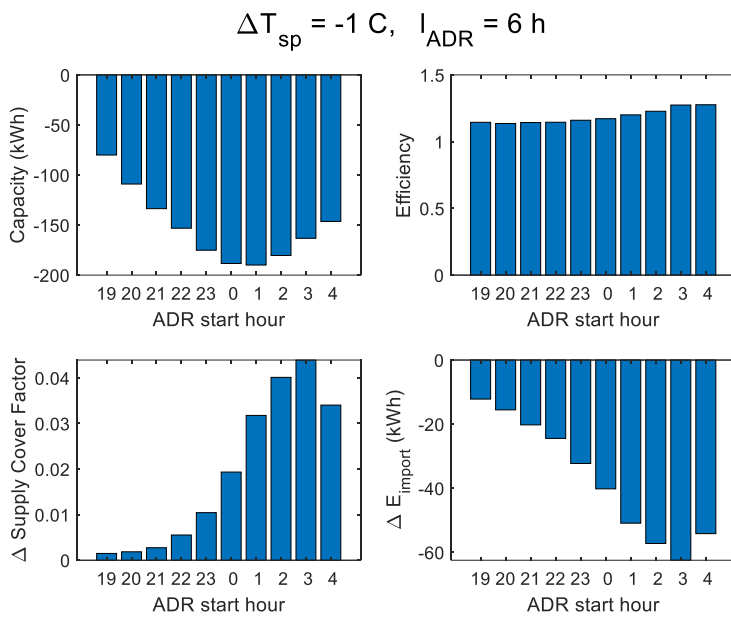 ΔT_sp = -1 C, I_ADR = 6 h
Capacity (kWh)
0
-50
-100
-150
-200
19 20 21 22 23 0 1 2 3 4
ADR start hour
Efficiency
1.5
1
0.5
0
19 20 21 22 23 0 1 2 3 4
ADR start hour
Δ Supply Cover Factor
0.04
0.03
0.02
0.01
0
19 20 21 22 23 0 1 2 3 4
ADR start hour
Δ E_import (kWh)
0
-20
-40
-60
19 20 21 22 23 0 1 2 3 4
ADR start hour